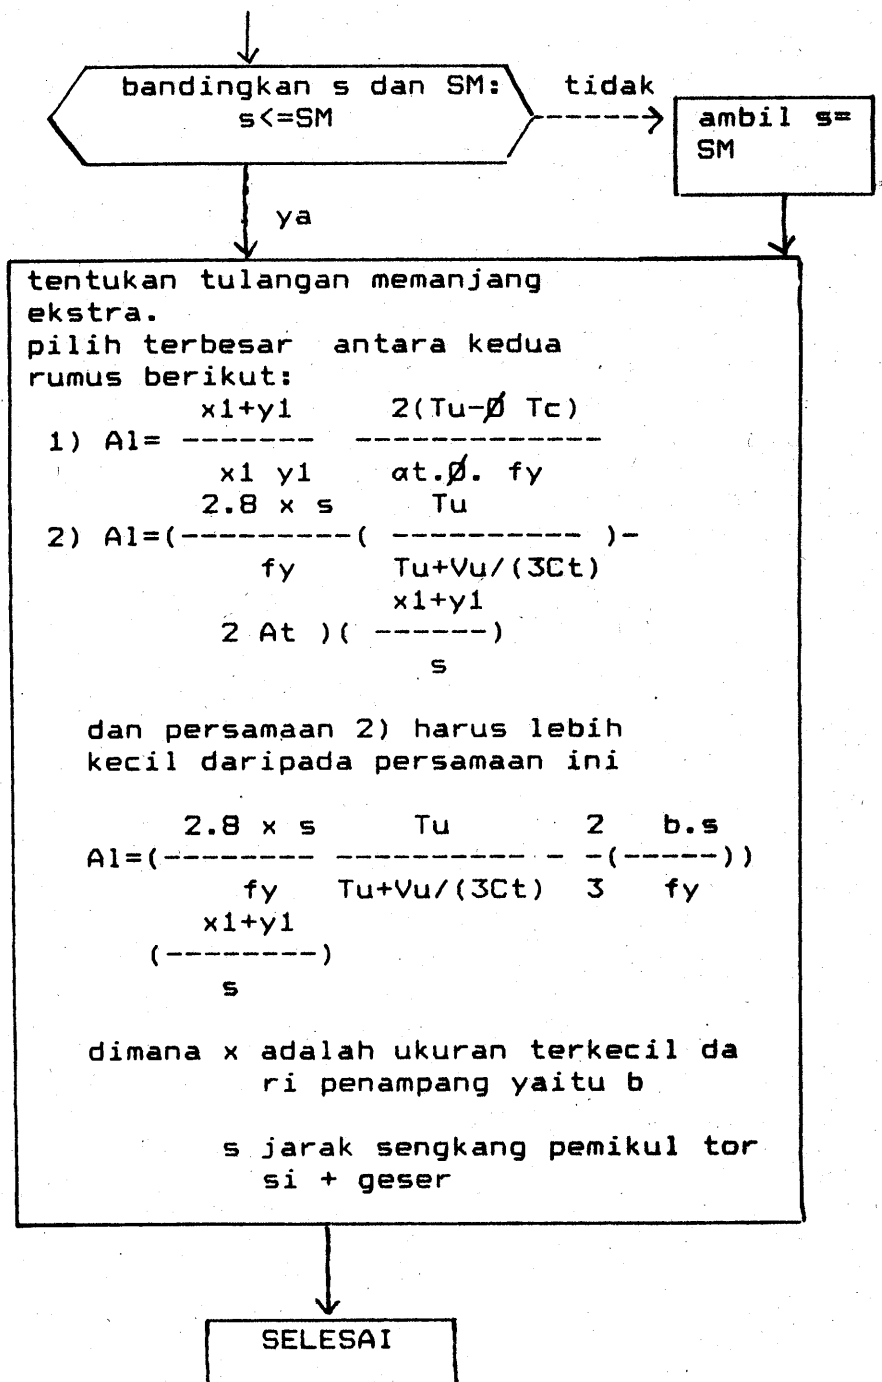 bandingkan s dan SM:
s<=SM
tidak
ambil s=
SM
ya
tentukan tulangan memanjang
ekstra.
pilih terbesar antara kedua
rumus berikut:
x1+y1 2(Tu-Ø Tc)
1) Al= ------- -------------
x1 y1 αt.Ø. fy
2.8 x s Tu
2) Al=(---------( ---------- )-
fy Tu+Vu/(3Ct)
x1+y1
2 At )( ------)
s
dan persamaan 2) harus lebih
kecil daripada persamaan ini
2.8 x s Tu 2 b.s
Al=(-------- ---------- - -(-----))
fy Tu+Vu/(3Ct) 3 fy
x1+y1
(--------)
s
dimana x adalah ukuran terkecil da
ri penampang yaitu b
s jarak sengkang pemikul tor
si + geser
SELESAI